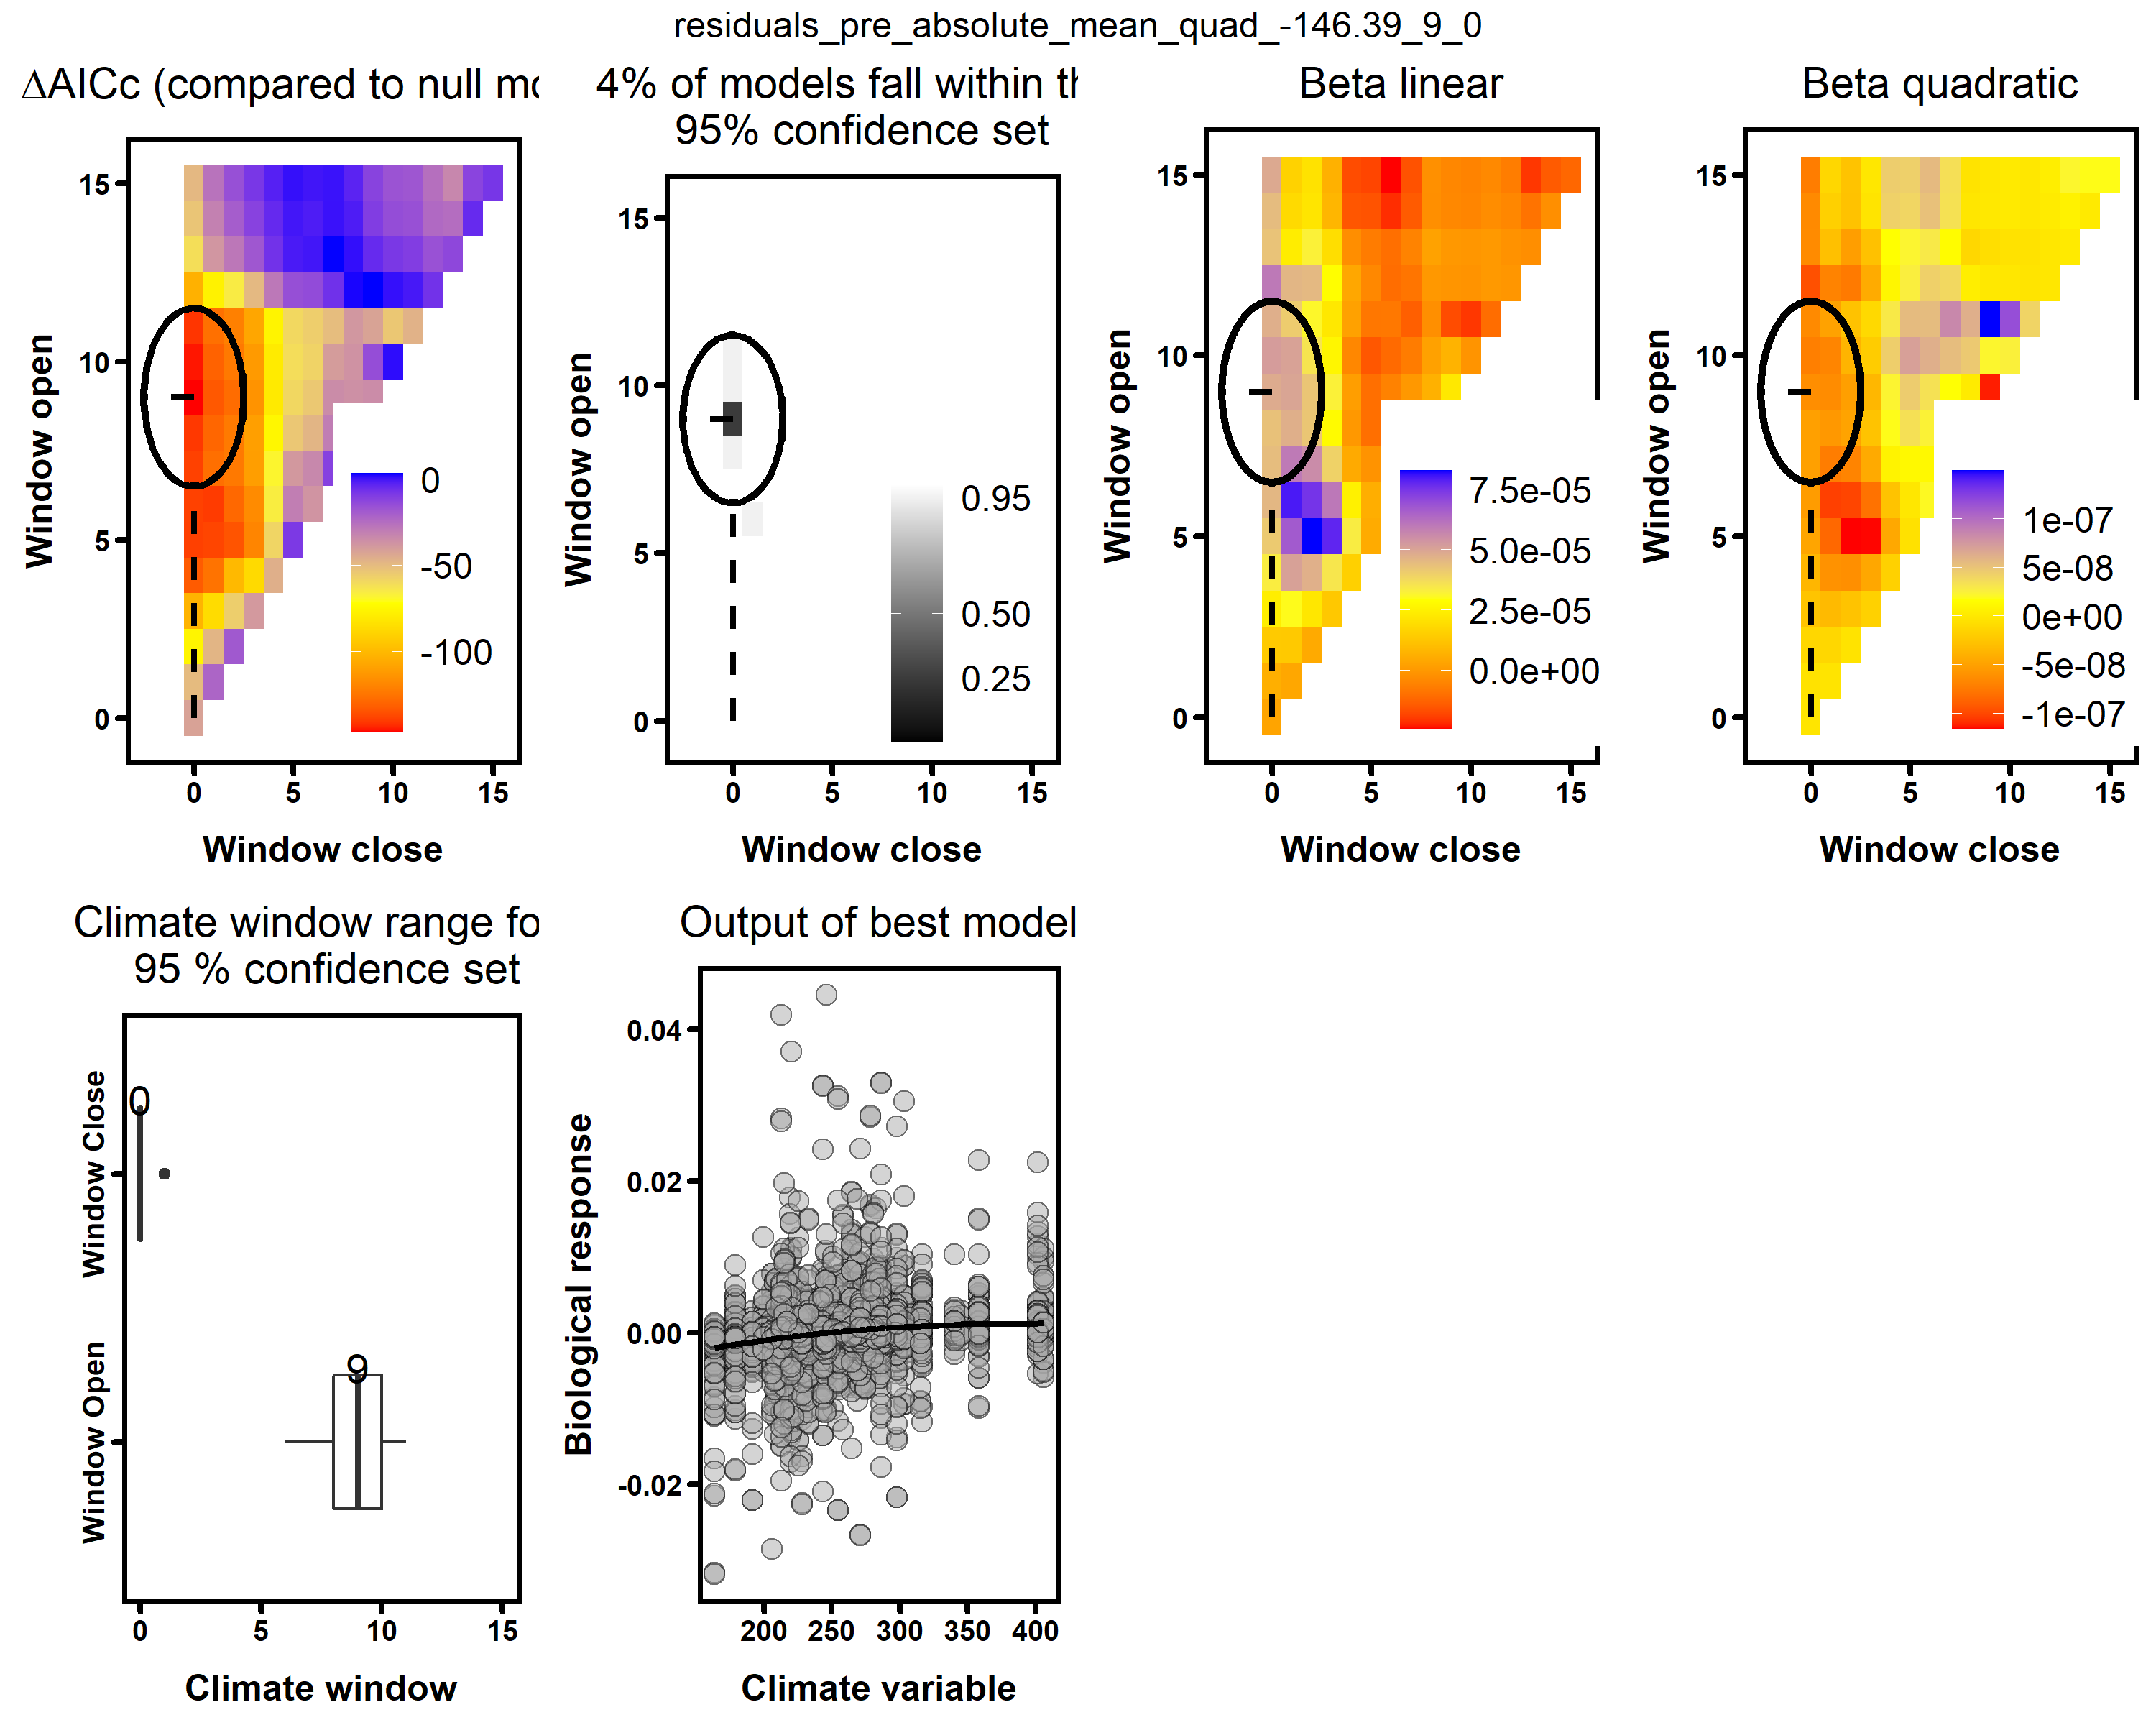 residuals_pre_absolute_mean_quad_-146.39_9_0
ΔAICc (compared to null mo
15
10
5
0
0
5
10
15
Window open
Window close
0
-50
-100
4% of models fall within th
95% confidence set
15
10
5
0
0
5
10
15
Window open
Window close
0.95
0.50
0.25
Beta linear
15
10
5
0
0
5
10
15
Window open
Window close
7.5e-05
5.0e-05
2.5e-05
0.0e+00
Beta quadratic
15
10
5
0
0
5
10
15
Window open
Window close
1e-07
5e-08
0e+00
-5e-08
-1e-07
Climate window range fo
95 % confidence set
Window Close
Window Open
0
9
0
5
10
15
Climate window
Output of best model
0.04
0.02
0.00
-0.02
Biological response
200
250
300
350
400
Climate variable